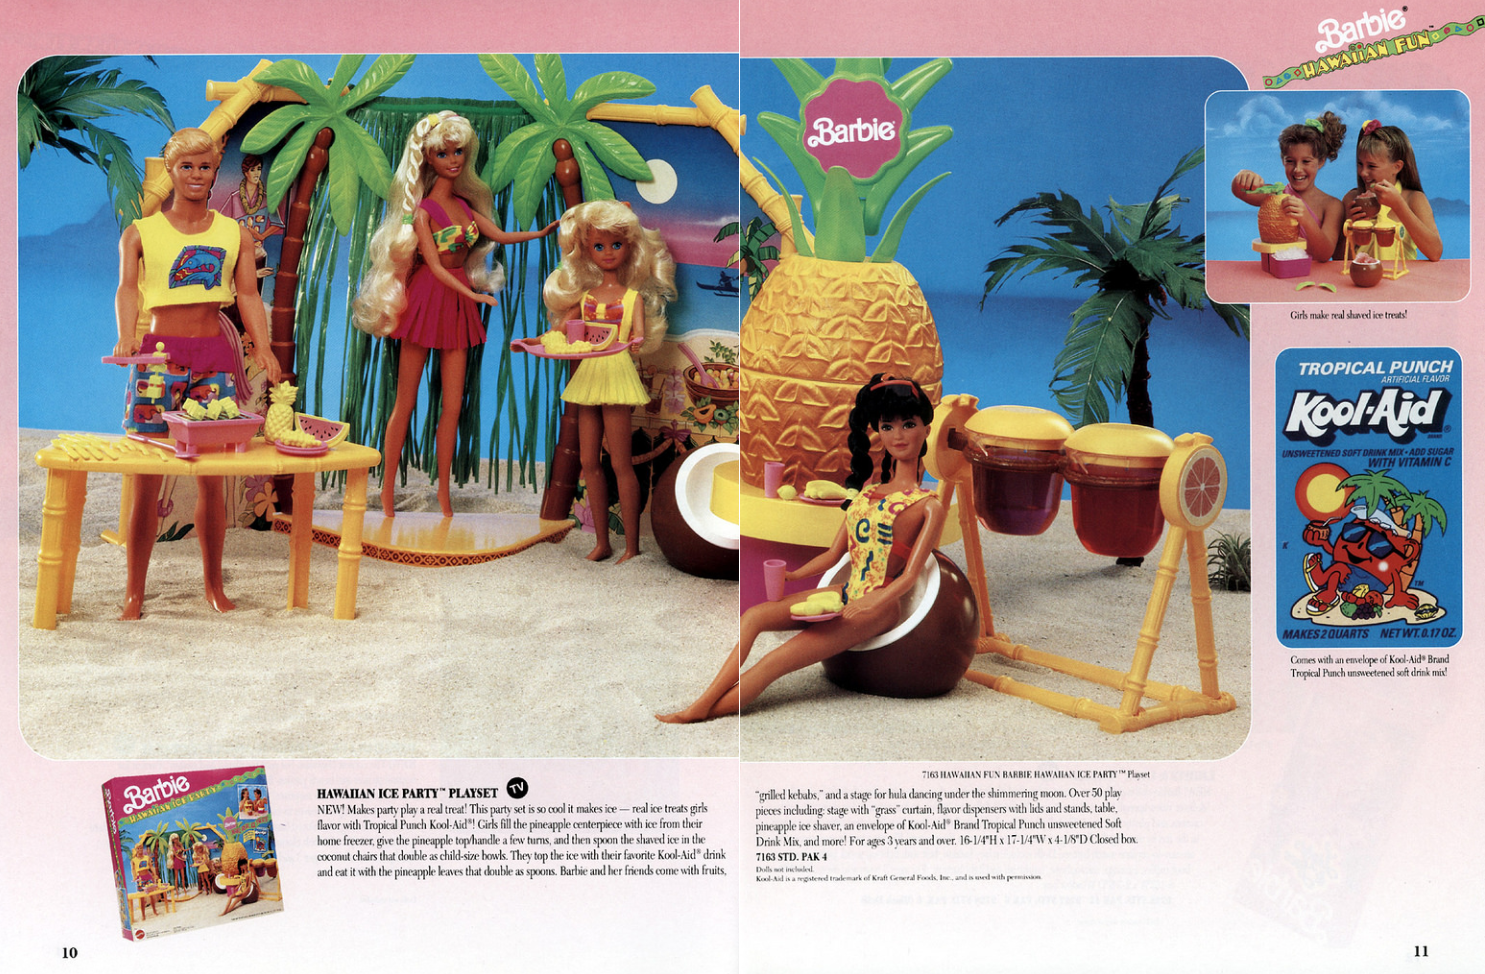 Barbie®
HAWAIIAN FUN™
Barbie
Girls make real shaved ice treats!
TROPICAL PUNCH
ARTIFICIAL FLAVOR
Kool-Aid®
BRAND
UNSWEETENED SOFT DRINK MIX • ADD SUGAR
WITH VITAMIN C
K
TM
MAKES 2 QUARTS NET WT. 0.17 OZ.
Comes with an envelope of Kool-Aid® Brand
Tropical Punch unsweetened soft drink mix!
Barbie
HAWAIIAN ICE PARTY
HAWAIIAN ICE PARTY™ PLAYSET TV
NEW! Makes party play a real treat! This party set is so cool it makes ice — real ice treats girls
flavor with Tropical Punch Kool-Aid®! Girls fill the pineapple centerpiece with ice from their
home freezer, give the pineapple top/handle a few turns, and then spoon the shaved ice in the
coconut chairs that double as child-size bowls. They top the ice with their favorite Kool-Aid® drink
and eat it with the pineapple leaves that double as spoons. Barbie and her friends come with fruits,
7163 HAWAIIAN FUN BARBIE HAWAIIAN ICE PARTY™ Playset
"grilled kebabs," and a stage for hula dancing under the shimmering moon. Over 50 play
pieces including: stage with "grass" curtain, flavor dispensers with lids and stands, table,
pineapple ice shaver, an envelope of Kool-Aid® Brand Tropical Punch unsweetened Soft
Drink Mix, and more! For ages 3 years and over. 16-1/4"H x 17-1/4"W x 4-1/8"D Closed box.
7163 STD. PAK 4
Dolls not included.
Kool-Aid is a registered trademark of Kraft General Foods, Inc., and is used with permission.
10
11